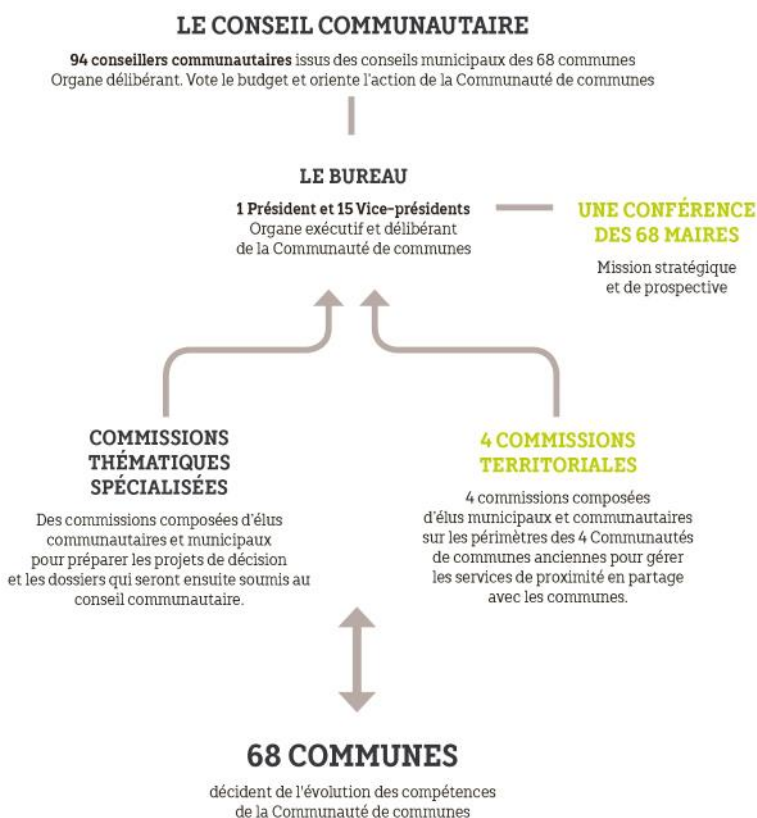 LE CONSEIL COMMUNAUTAIRE
94 conseillers communautaires issus des conseils municipaux des 68 communes
Organe délibérant. Vote le budget et oriente l'action de la Communauté de communes
LE BUREAU
1 Président et 15 Vice-présidents
Organe exécutif et délibérant
de la Communauté de communes
UNE CONFÉRENCE
DES 68 MAIRES
Mission stratégique
et de prospective
COMMISSIONS
THÉMATIQUES
SPÉCIALISÉES
Des commissions composées d'élus
communautaires et municipaux
pour préparer les projets de décision
et les dossiers qui seront ensuite soumis au
conseil communautaire.
4 COMMISSIONS
TERRITORIALES
4 commissions composées
d'élus municipaux et communautaires
sur les périmètres des 4 Communautés
de communes anciennes pour gérer
les services de proximité en partage
avec les communes.
68 COMMUNES
décident de l'évolution des compétences
de la Communauté de communes